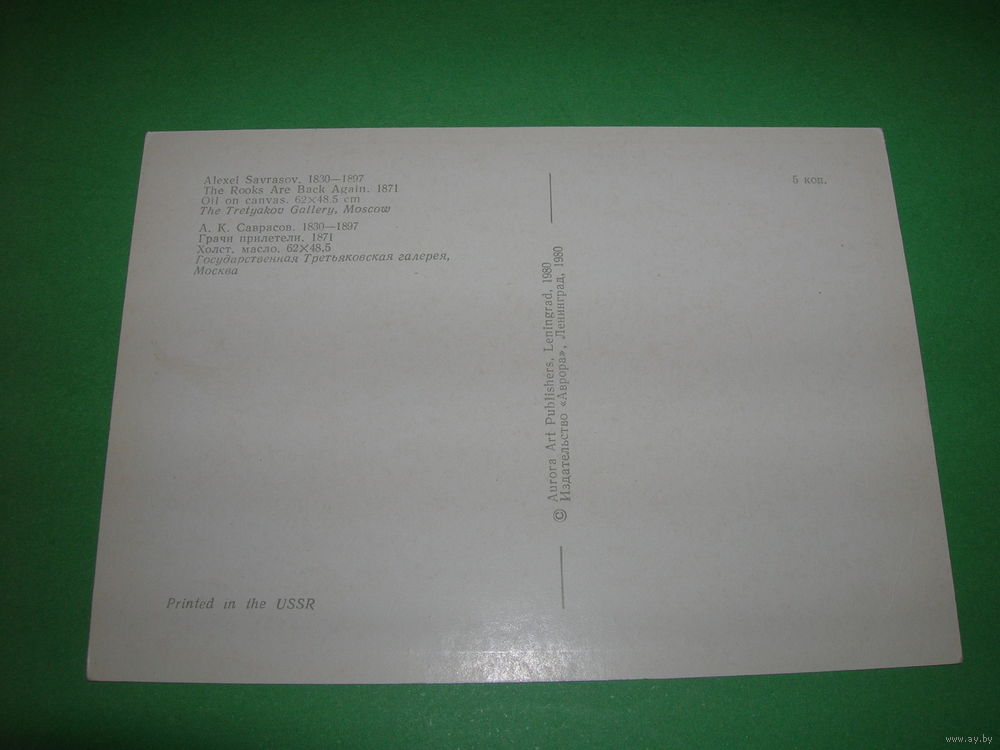 Alexei Savrasov. 1830—1897
The Rooks Are Back Again. 1871
Oil on canvas. 62×48.5 cm
The Tretyakov Gallery, Moscow
А. К. Саврасов. 1830—1897
Грачи прилетели. 1871
Холст, масло. 62×48.5
Государственная Третьяковская галерея,
Москва
5 коп.
© Aurora Art Publishers, Leningrad, 1980
Издательство «Аврора», Ленинград, 1980
Printed in the USSR
www.ay.by